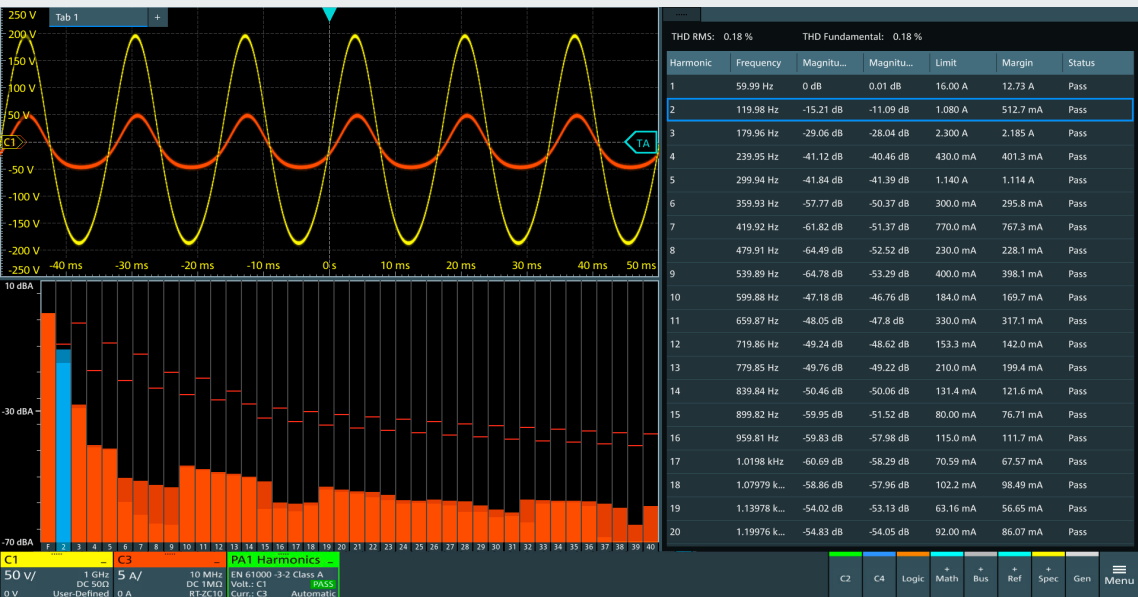 Tab 1 +
250 V
200 V
150 V
100 V
50 V
C1
TA
-50 V
-100 V
-150 V
-200 V
-250 V
-40 ms -30 ms -20 ms -10 ms 0 s 10 ms 20 ms 30 ms 40 ms 50 ms
10 dBA
-30 dBA
-70 dBA
F 2 3 4 5 6 7 8 9 10 11 12 13 14 15 16 17 18 19 20 21 22 23 24 25 26 27 28 29 30 31 32 33 34 35 36 37 38 39 40
THD RMS: 0.18 % THD Fundamental: 0.18 %
Harmonic Frequency Magnitu... Magnitu... Limit Margin Status
1 59.99 Hz 0 dB 0.01 dB 16.00 A 12.73 A Pass
2 119.98 Hz -15.21 dB -11.09 dB 1.080 A 512.7 mA Pass
3 179.96 Hz -29.06 dB -28.04 dB 2.300 A 2.185 A Pass
4 239.95 Hz -41.12 dB -40.46 dB 430.0 mA 401.3 mA Pass
5 299.94 Hz -41.84 dB -41.39 dB 1.140 A 1.114 A Pass
6 359.93 Hz -57.77 dB -50.37 dB 300.0 mA 295.8 mA Pass
7 419.92 Hz -61.82 dB -51.37 dB 770.0 mA 767.3 mA Pass
8 479.91 Hz -64.49 dB -52.52 dB 230.0 mA 228.1 mA Pass
9 539.89 Hz -64.78 dB -53.29 dB 400.0 mA 398.1 mA Pass
10 599.88 Hz -47.18 dB -46.76 dB 184.0 mA 169.7 mA Pass
11 659.87 Hz -48.05 dB -47.8 dB 330.0 mA 317.1 mA Pass
12 719.86 Hz -49.24 dB -48.62 dB 153.3 mA 142.0 mA Pass
13 779.85 Hz -49.76 dB -49.22 dB 210.0 mA 199.4 mA Pass
14 839.84 Hz -50.46 dB -50.06 dB 131.4 mA 121.6 mA Pass
15 899.82 Hz -59.95 dB -51.52 dB 80.00 mA 76.71 mA Pass
16 959.81 Hz -59.83 dB -57.98 dB 115.0 mA 111.7 mA Pass
17 1.0198 kHz -60.69 dB -58.29 dB 70.59 mA 67.57 mA Pass
18 1.07979 k... -58.86 dB -57.96 dB 102.2 mA 98.49 mA Pass
19 1.13978 k... -54.02 dB -53.13 dB 63.16 mA 56.65 mA Pass
20 1.19976 k... -54.83 dB -54.05 dB 92.00 mA 86.07 mA Pass
C1
50 V/ 1 GHz
DC 50Ω
0 V User-Defined
C3
5 A/ 10 MHz
DC 1MΩ
0 A RT-ZC10
PA1 Harmonics
EN 61000 -3-2 Class A
Volt.: C1 PASS
Curr.: C3 Automatic
C2
C4
Logic
+ Math
+ Bus
+ Ref
+ Spec
Gen
Menu